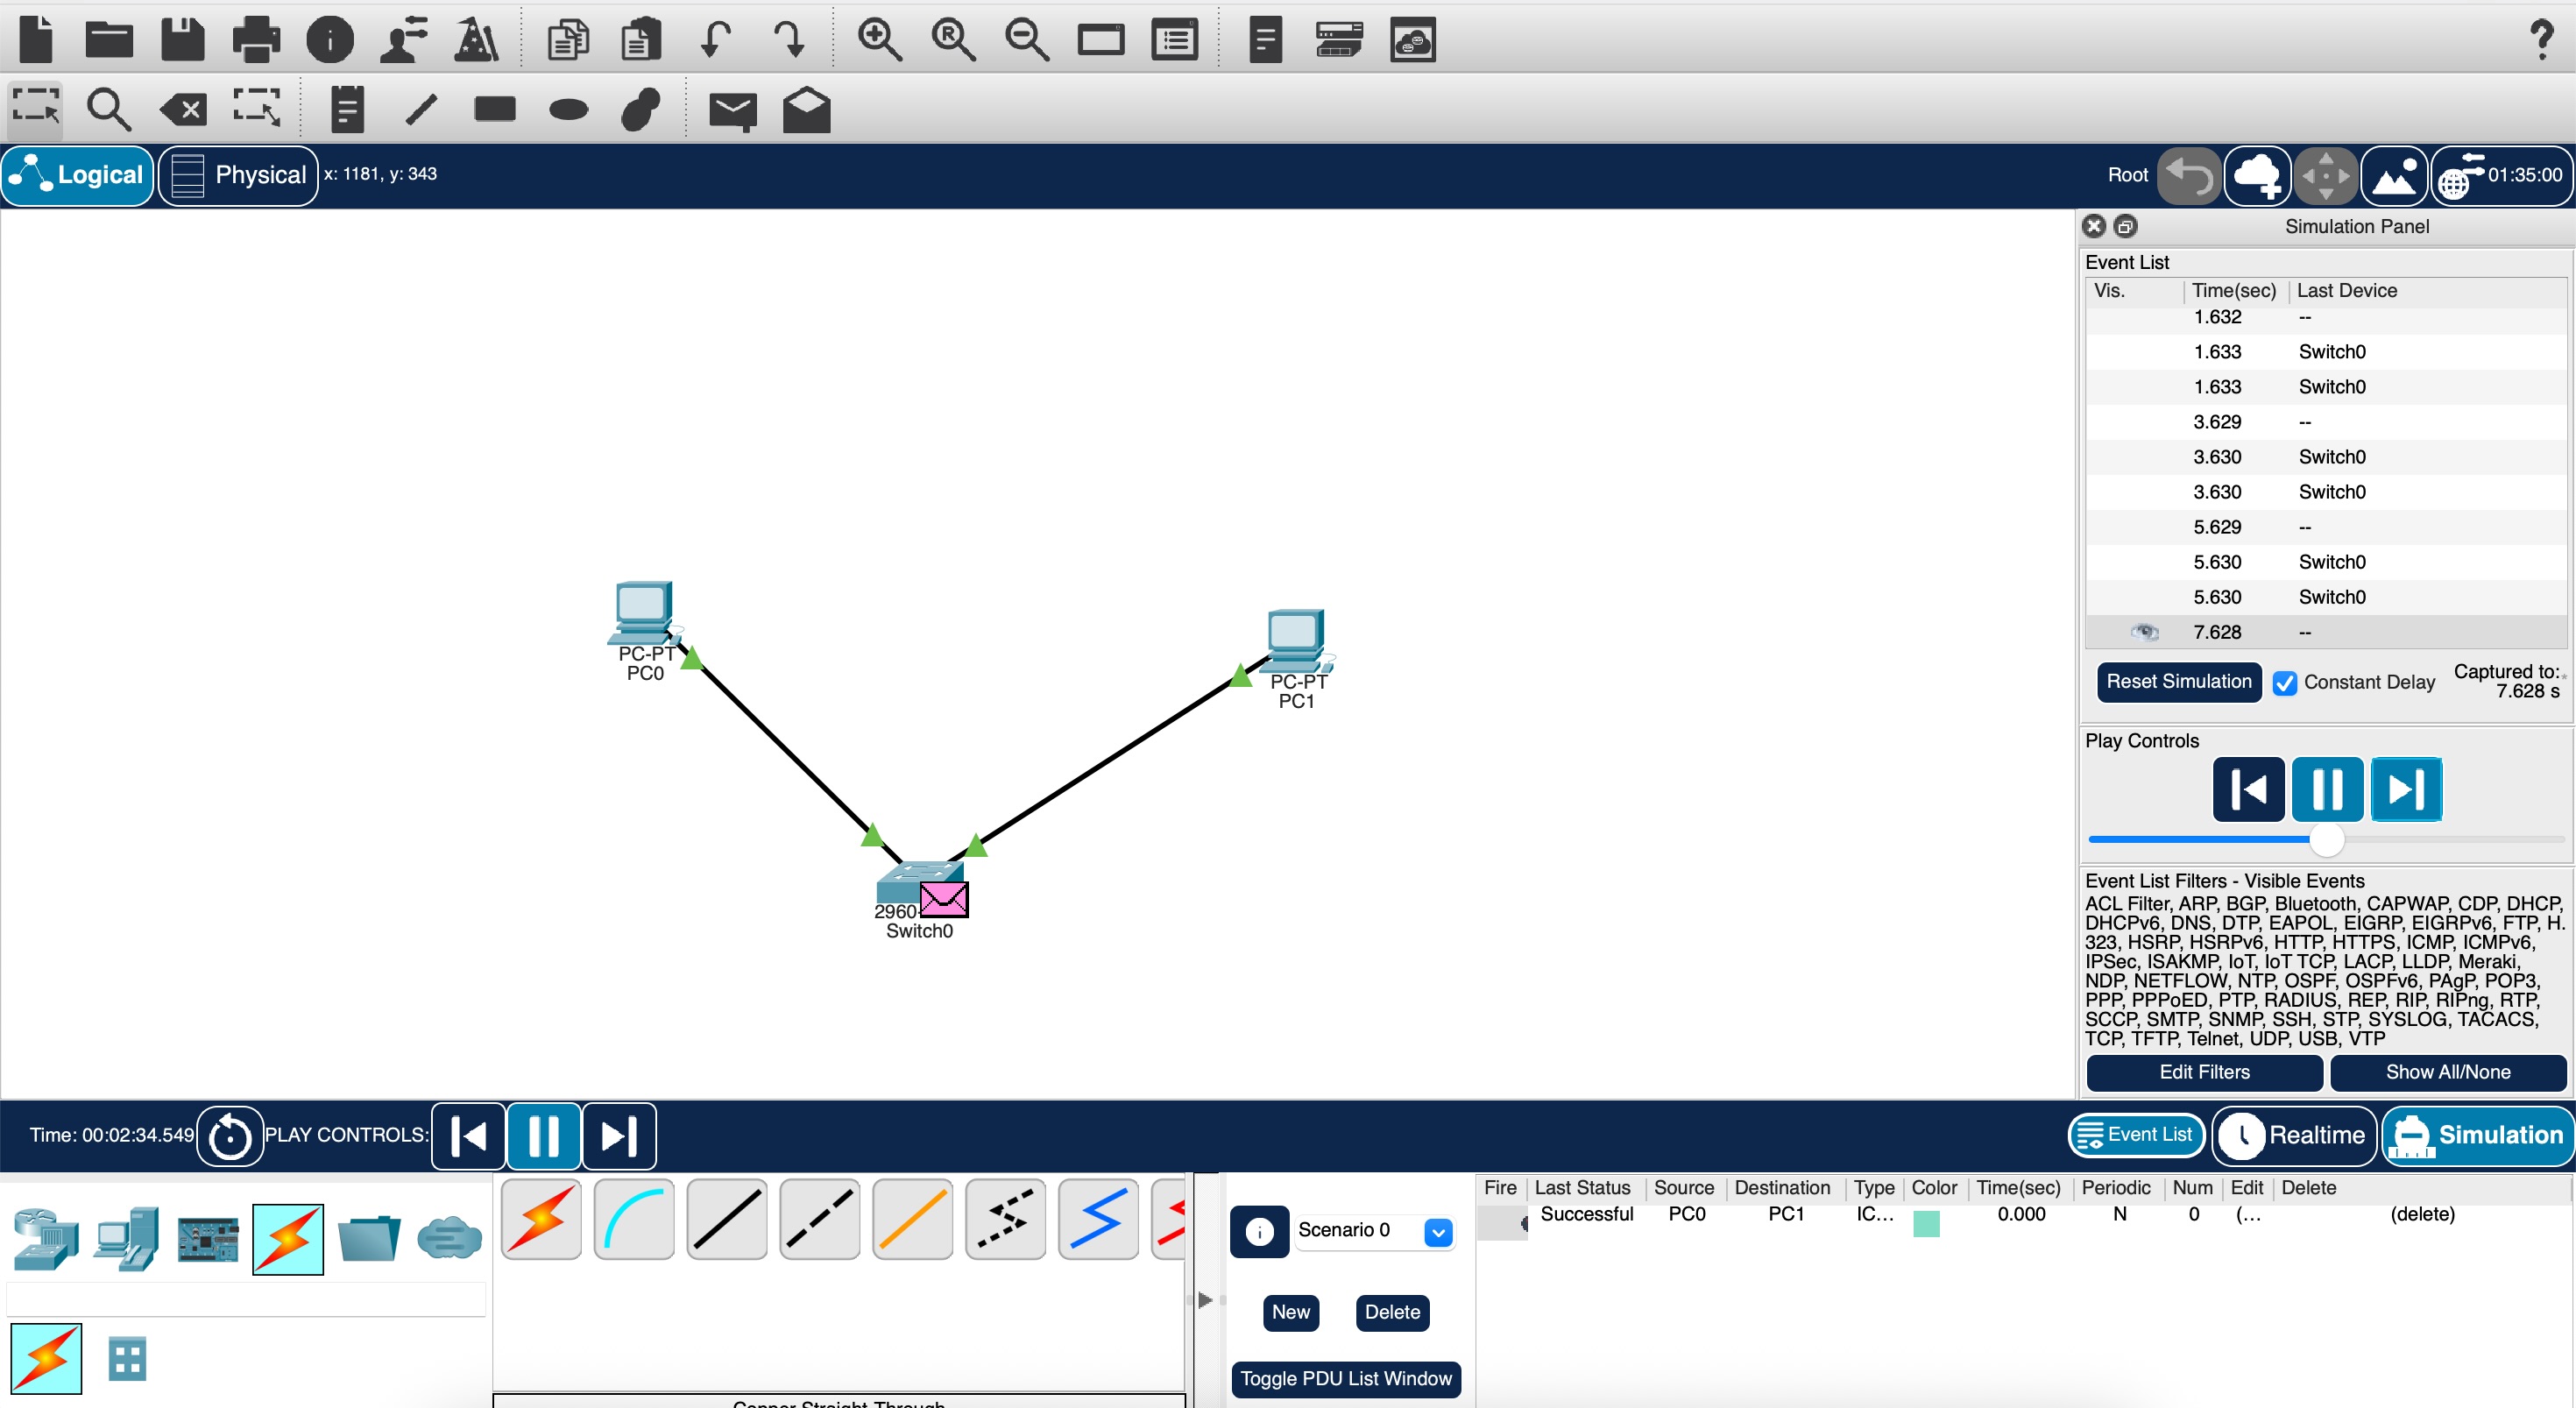 Logical
Physical
x: 1181, y: 343
Root
01:35:00
Simulation Panel
Event List
Vis. Time(sec) Last Device
1.632 --
1.633 Switch0
1.633 Switch0
3.629 --
3.630 Switch0
3.630 Switch0
5.629 --
5.630 Switch0
5.630 Switch0
7.628 --
Reset Simulation
Constant Delay
Captured to:*
7.628 s
Play Controls
Event List Filters - Visible Events
ACL Filter, ARP, BGP, Bluetooth, CAPWAP, CDP, DHCP,
DHCPv6, DNS, DTP, EAPOL, EIGRP, EIGRPv6, FTP, H.
323, HSRP, HSRPv6, HTTP, HTTPS, ICMP, ICMPv6,
IPSec, ISAKMP, IoT, IoT TCP, LACP, LLDP, Meraki,
NDP, NETFLOW, NTP, OSPF, OSPFv6, PAgP, POP3,
PPP, PPPoED, PTP, RADIUS, REP, RIP, RIPng, RTP,
SCCP, SMTP, SNMP, SSH, STP, SYSLOG, TACACS,
TCP, TFTP, Telnet, UDP, USB, VTP
Edit Filters
Show All/None
PC-PT
PC0
PC-PT
PC1
2960-
Switch0
Time: 00:02:34.549
PLAY CONTROLS:
Event List
Realtime
Simulation
Scenario 0
New
Delete
Toggle PDU List Window
Fire Last Status Source Destination Type Color Time(sec) Periodic Num Edit Delete
Successful PC0 PC1 IC... 0.000 N 0 (... (delete)
Copper Straight-Through